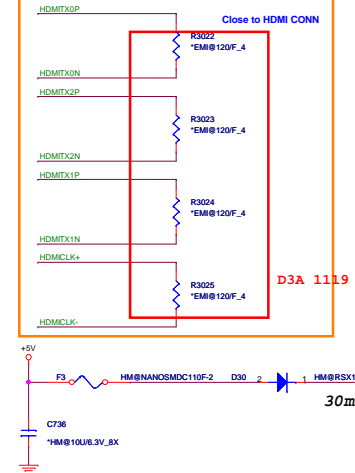 HDMITX0P
Close to HDMI CONN
R3022
*EMI@120/F_4
HDMITX0N
HDMITX2P
R3023
*EMI@120/F_4
HDMITX2N
HDMITX1P
R3024
*EMI@120/F_4
HDMITX1N
HDMICLK+
D3A 1119
R3025
*EMI@120/F_4
HDMICLK-
+5V
F3 HM@NANOSMDC110F-2 D30 2 1 HM@RSX1
30m
C736
*HM@10U/6.3V_8X